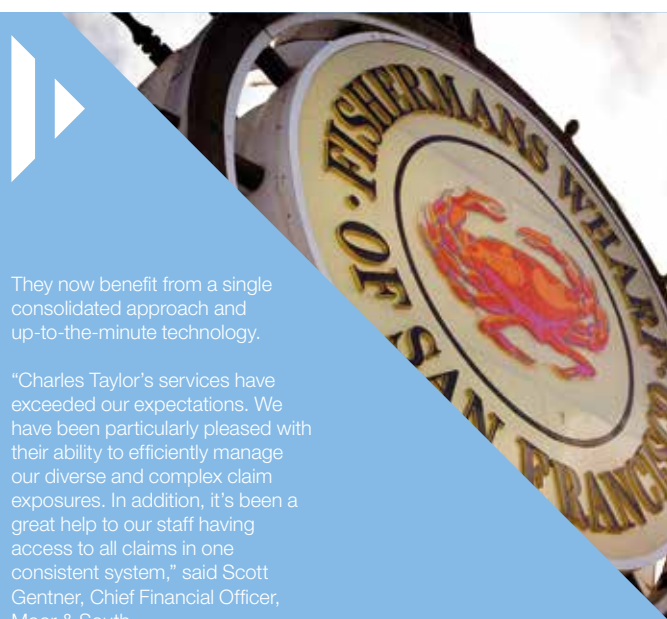 FISHERMANS WHARF
OF SAN FRANCISCO
They now benefit from a single
consolidated approach and
up-to-the-minute technology.
“Charles Taylor’s services have
exceeded our expectations. We
have been particularly pleased with
their ability to efficiently manage
our diverse and complex claim
exposures. In addition, it’s been a
great help to our staff having
access to all claims in one
consistent system,” said Scott
Gentner, Chief Financial Officer,